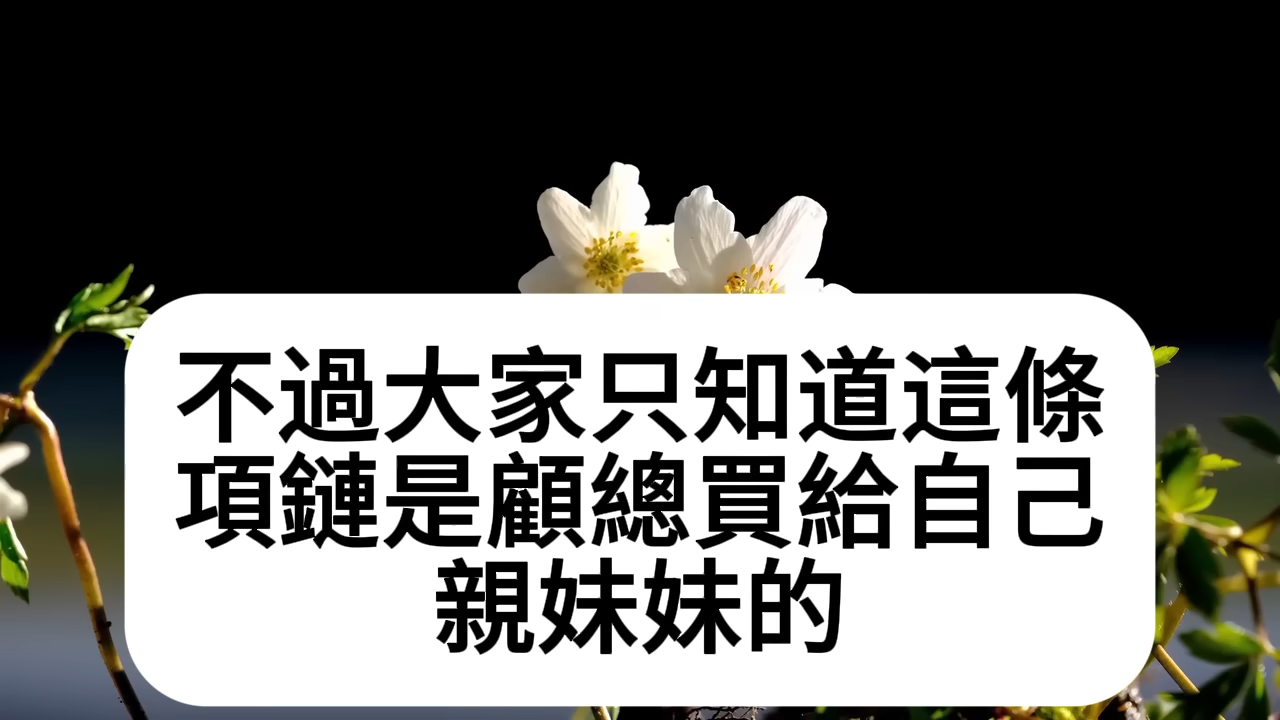 不過大家只知道這條
項鏈是顧總買給自己
親妹妹的